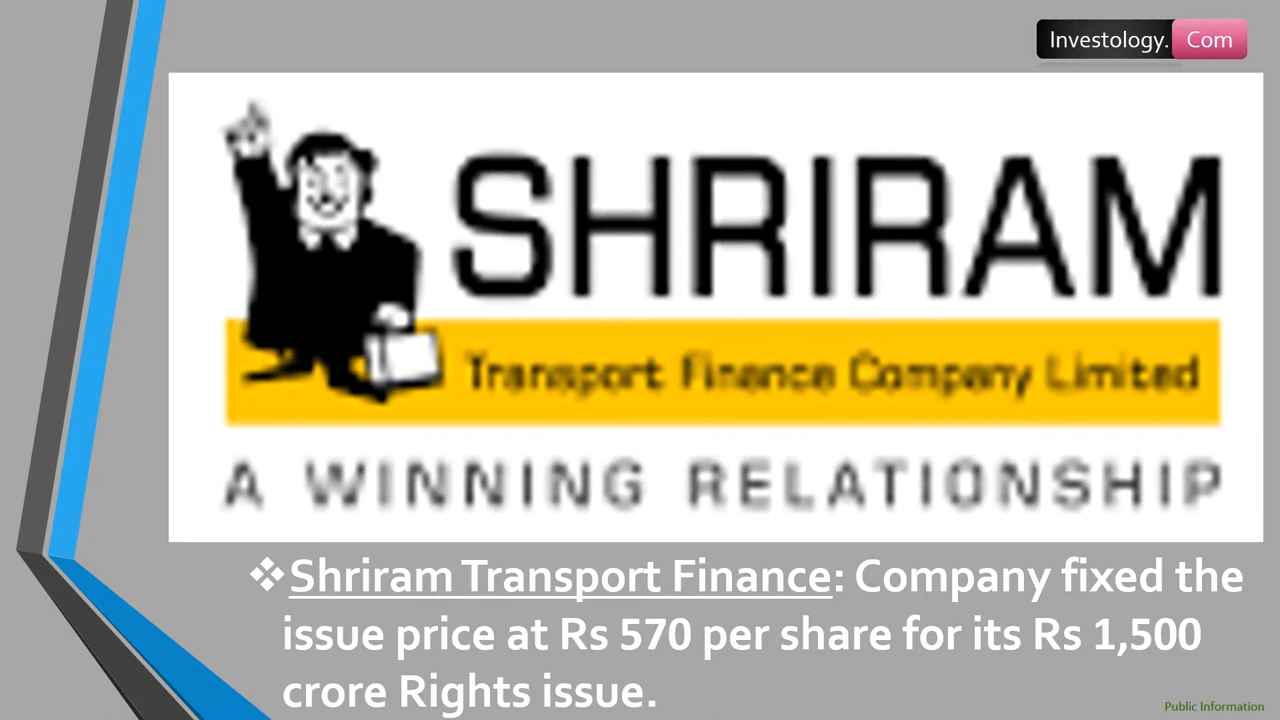 Investology. Com
SHRIRAM
Transport Finance Company Limited
A WINNING RELATIONSHIP
❖Shriram Transport Finance: Company fixed the
issue price at Rs 570 per share for its Rs 1,500
crore Rights issue.
Public Information